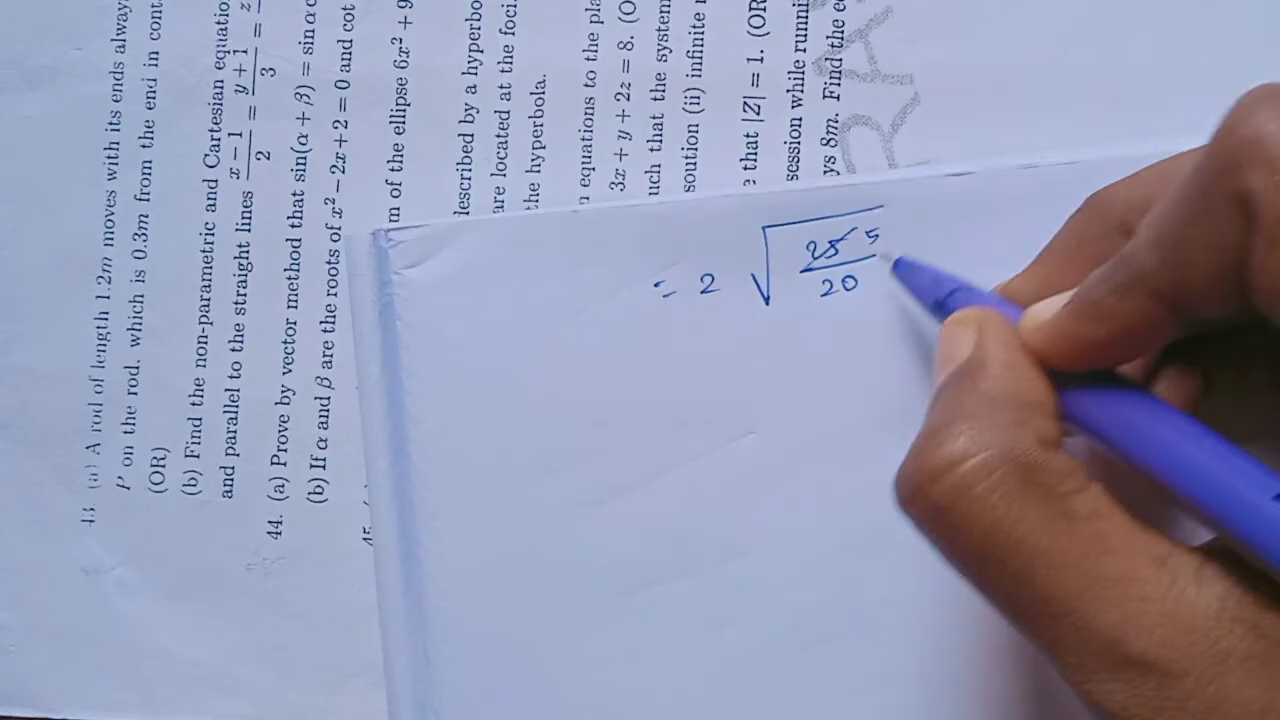 43 (a) A rod of length 1.2m moves with its ends always
P on the rod, which is 0.3m from the end in cont
(OR)
(b) Find the non-parametric and Cartesian equatio
and parallel to the straight lines x − 1 / 2 = y + 1 / 3 = z
44. (a) Prove by vector method that sin(α + β) = sin α c
(b) If α and β are the roots of x² − 2x + 2 = 0 and cot
m of the ellipse 6x² + 9
described by a hyperbo
are located at the foci.
the hyperbola.
equations to the pla
3x + y + 2z = 8. (O
uch that the system
soution (ii) infinite
that |Z| = 1. (OR
session while runni
ys 8m. Find the e
= 2 √ 25 5 / 20